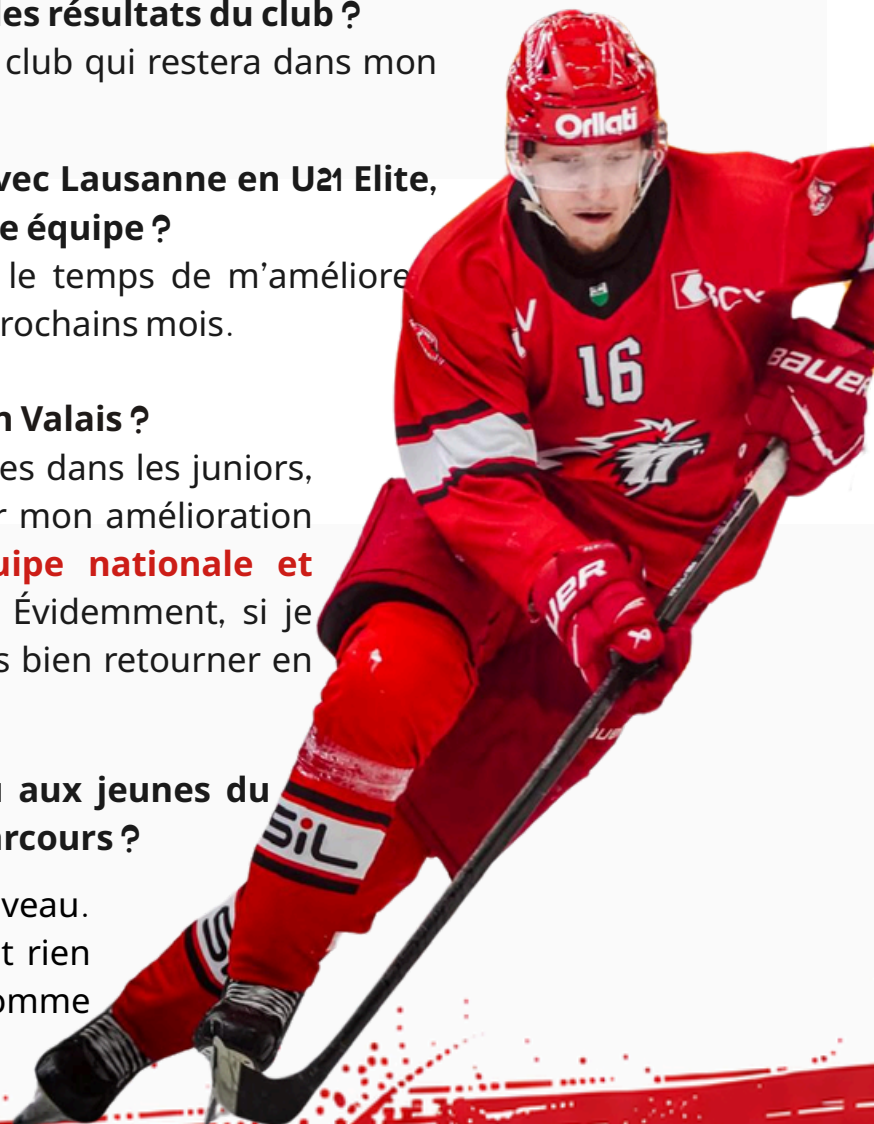 les résultats du club ?
club qui restera dans mon
vec Lausanne en U21 Elite,
e équipe ?
le temps de m'améliore
rochains mois.
n Valais ?
es dans les juniors,
r mon amélioration
uipe nationale et
Évidemment, si je
s bien retourner en
aux jeunes du
arcours ?
veau.
t rien
omme
Orllati
BCV
16
BAUER
UER
SiL